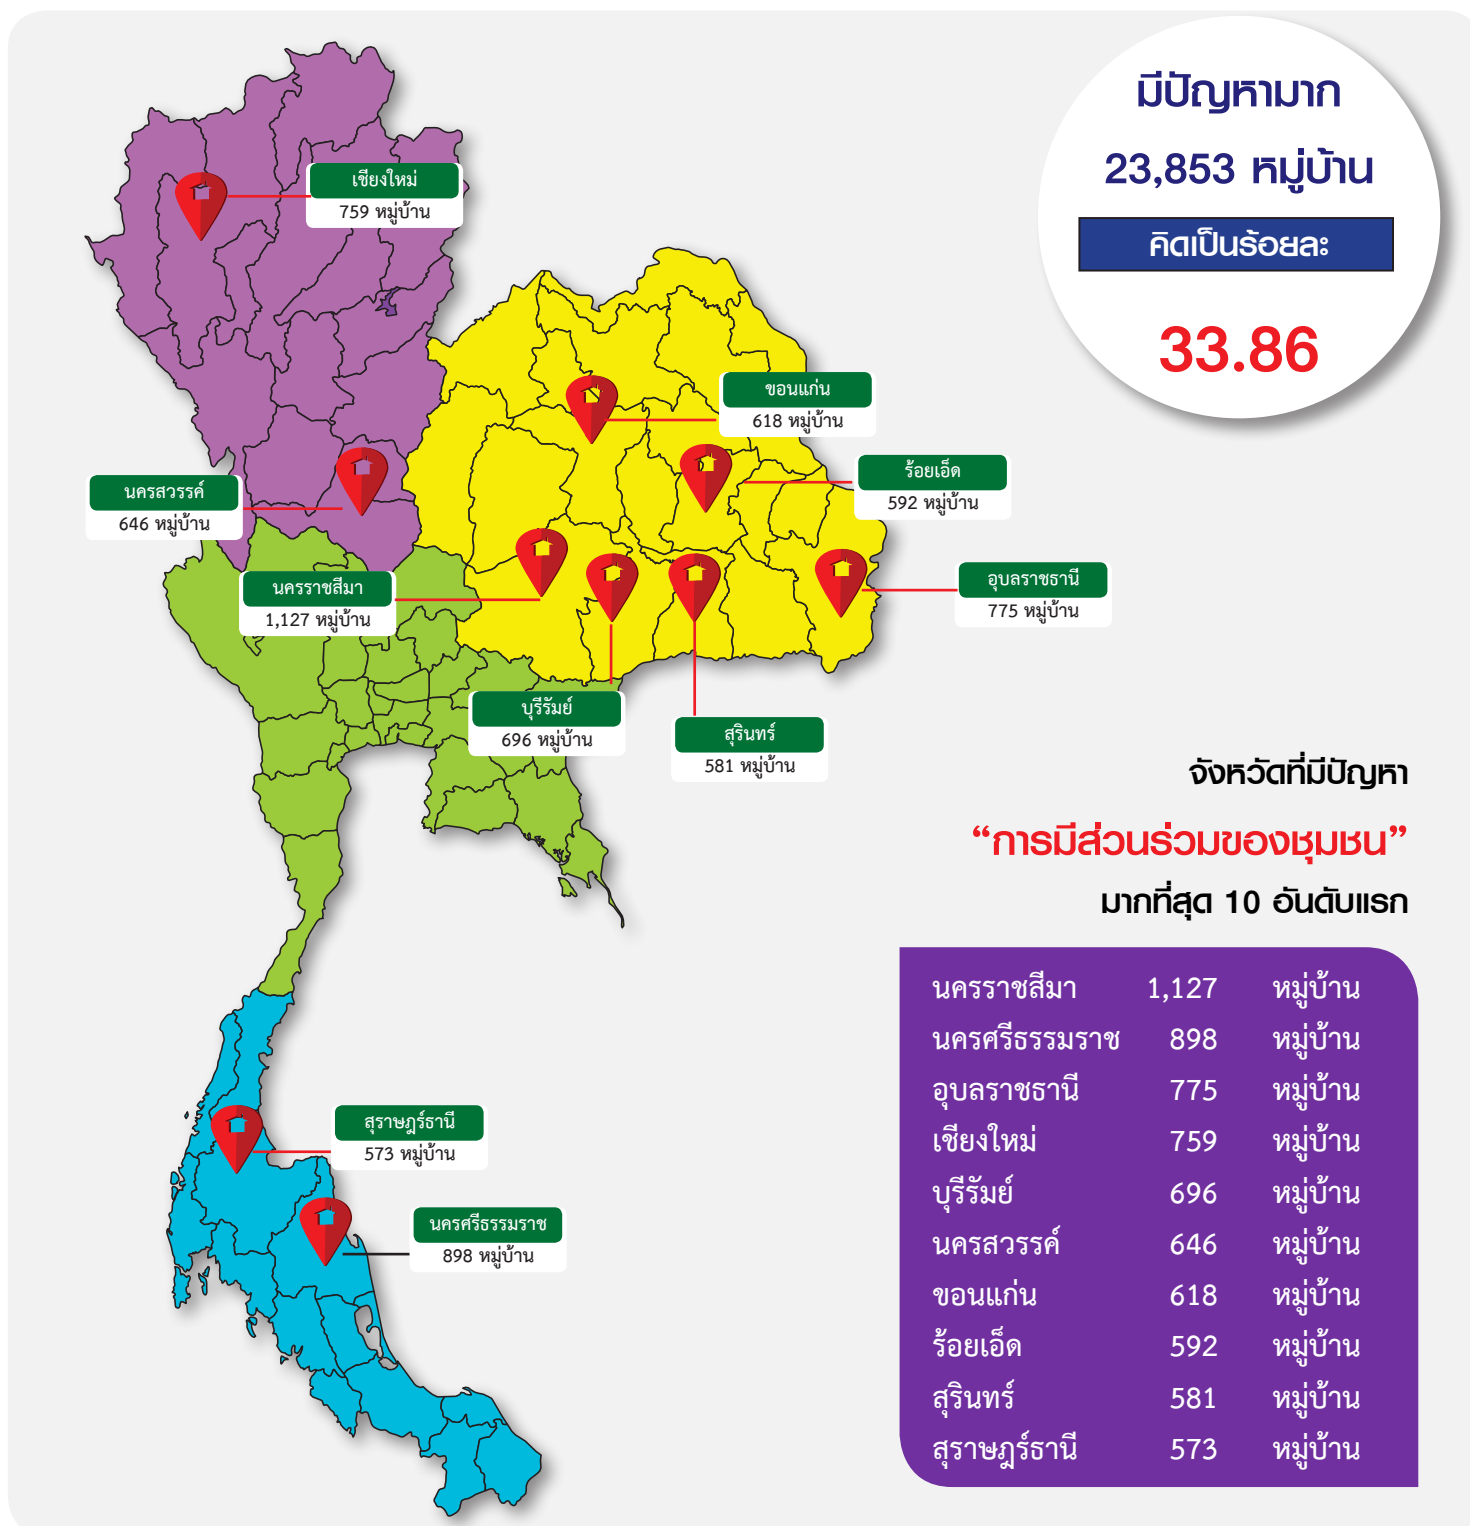 มีปัญหามาก
23,853 หมู่บ้าน
คิดเป็นร้อยละ
33.86
เชียงใหม่
759 หมู่บ้าน
ขอนแก่น
618 หมู่บ้าน
ร้อยเอ็ด
592 หมู่บ้าน
นครสวรรค์
646 หมู่บ้าน
นครราชสีมา
1,127 หมู่บ้าน
อุบลราชธานี
775 หมู่บ้าน
บุรีรัมย์
696 หมู่บ้าน
สุรินทร์
581 หมู่บ้าน
จังหวัดที่มีปัญหา
“การมีส่วนร่วมของชุมชน”
มากที่สุด 10 อันดับแรก
นครราชสีมา 1,127 หมู่บ้าน
นครศรีธรรมราช 898 หมู่บ้าน
อุบลราชธานี 775 หมู่บ้าน
เชียงใหม่ 759 หมู่บ้าน
บุรีรัมย์ 696 หมู่บ้าน
นครสวรรค์ 646 หมู่บ้าน
ขอนแก่น 618 หมู่บ้าน
ร้อยเอ็ด 592 หมู่บ้าน
สุรินทร์ 581 หมู่บ้าน
สุราษฎร์ธานี 573 หมู่บ้าน
สุราษฎร์ธานี
573 หมู่บ้าน
นครศรีธรรมราช
898 หมู่บ้าน